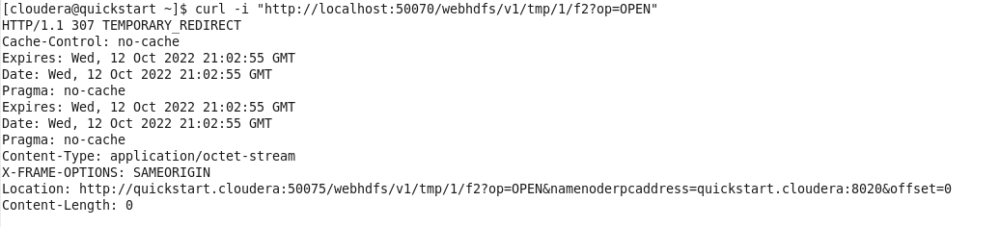 [cloudera@quickstart ~]$ curl -i "http://localhost:50070/webhdfs/v1/tmp/1/f2?op=OPEN"
HTTP/1.1 307 TEMPORARY_REDIRECT
Cache-Control: no-cache
Expires: Wed, 12 Oct 2022 21:02:55 GMT
Date: Wed, 12 Oct 2022 21:02:55 GMT
Pragma: no-cache
Expires: Wed, 12 Oct 2022 21:02:55 GMT
Date: Wed, 12 Oct 2022 21:02:55 GMT
Pragma: no-cache
Content-Type: application/octet-stream
X-FRAME-OPTIONS: SAMEORIGIN
Location: http://quickstart.cloudera:50075/webhdfs/v1/tmp/1/f2?op=OPEN&namenoderpcaddress=quickstart.cloudera:8020&offset=0
Content-Length: 0